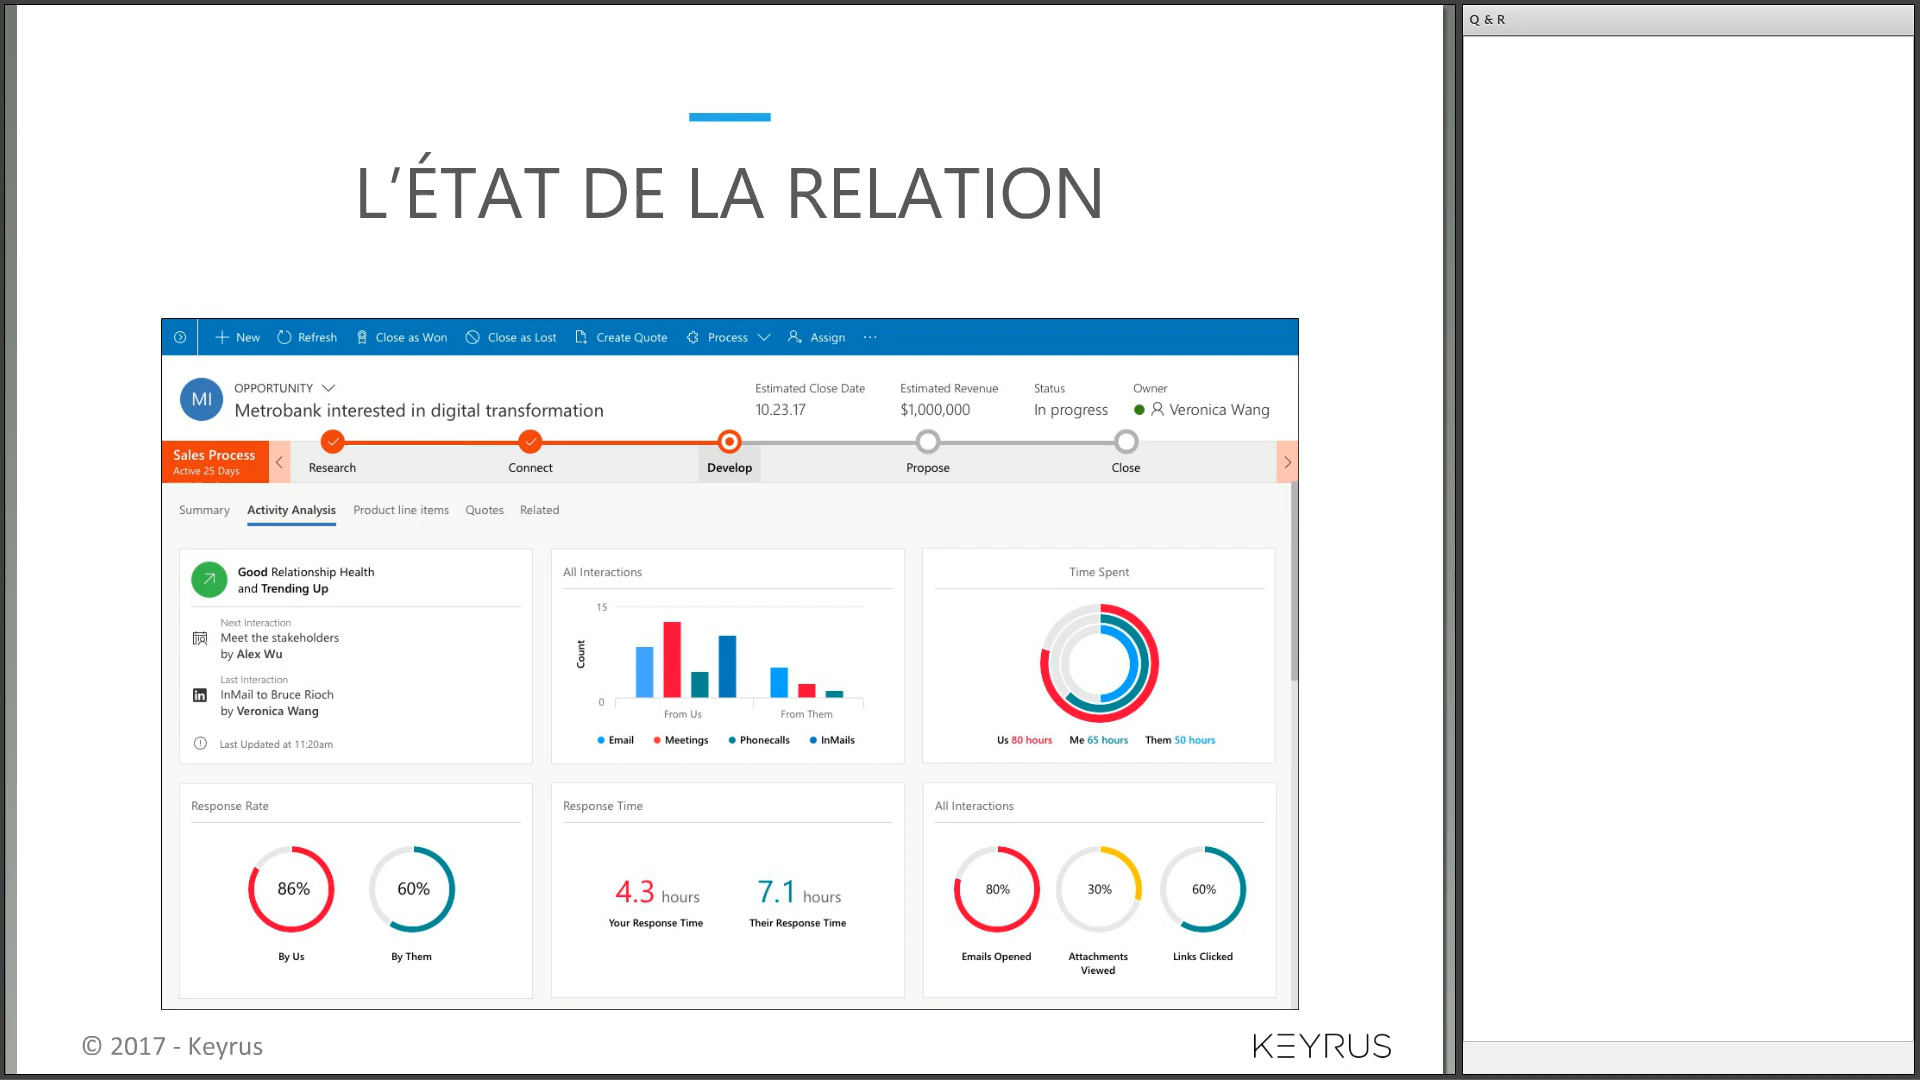 Q & R
L'ÉTAT DE LA RELATION
New Refresh Close as Won Close as Lost Create Quote Process Assign ...
MI
OPPORTUNITY
Metrobank interested in digital transformation
Estimated Close Date
10.23.17
Estimated Revenue
$1,000,000
Status
In progress
Owner
Veronica Wang
Sales Process
Active 25 Days
Research Connect Develop Propose Close
Summary Activity Analysis Product line items Quotes Related
Good Relationship Health
and Trending Up
Next Interaction
Meet the stakeholders
by Alex Wu
Last Interaction
in
InMail to Bruce Rioch
by Veronica Wang
Last Updated at 11:20am
All Interactions
15
Count
0
From Us From Them
Email Meetings Phonecalls InMails
Time Spent
Us 80 hours Me 65 hours Them 50 hours
Response Rate
86% 60%
By Us By Them
Response Time
4.3 hours 7.1 hours
Your Response Time Their Response Time
All Interactions
80% 30% 60%
Emails Opened
Attachments
Viewed
Links Clicked
© 2017 - Keyrus
KEYRUS